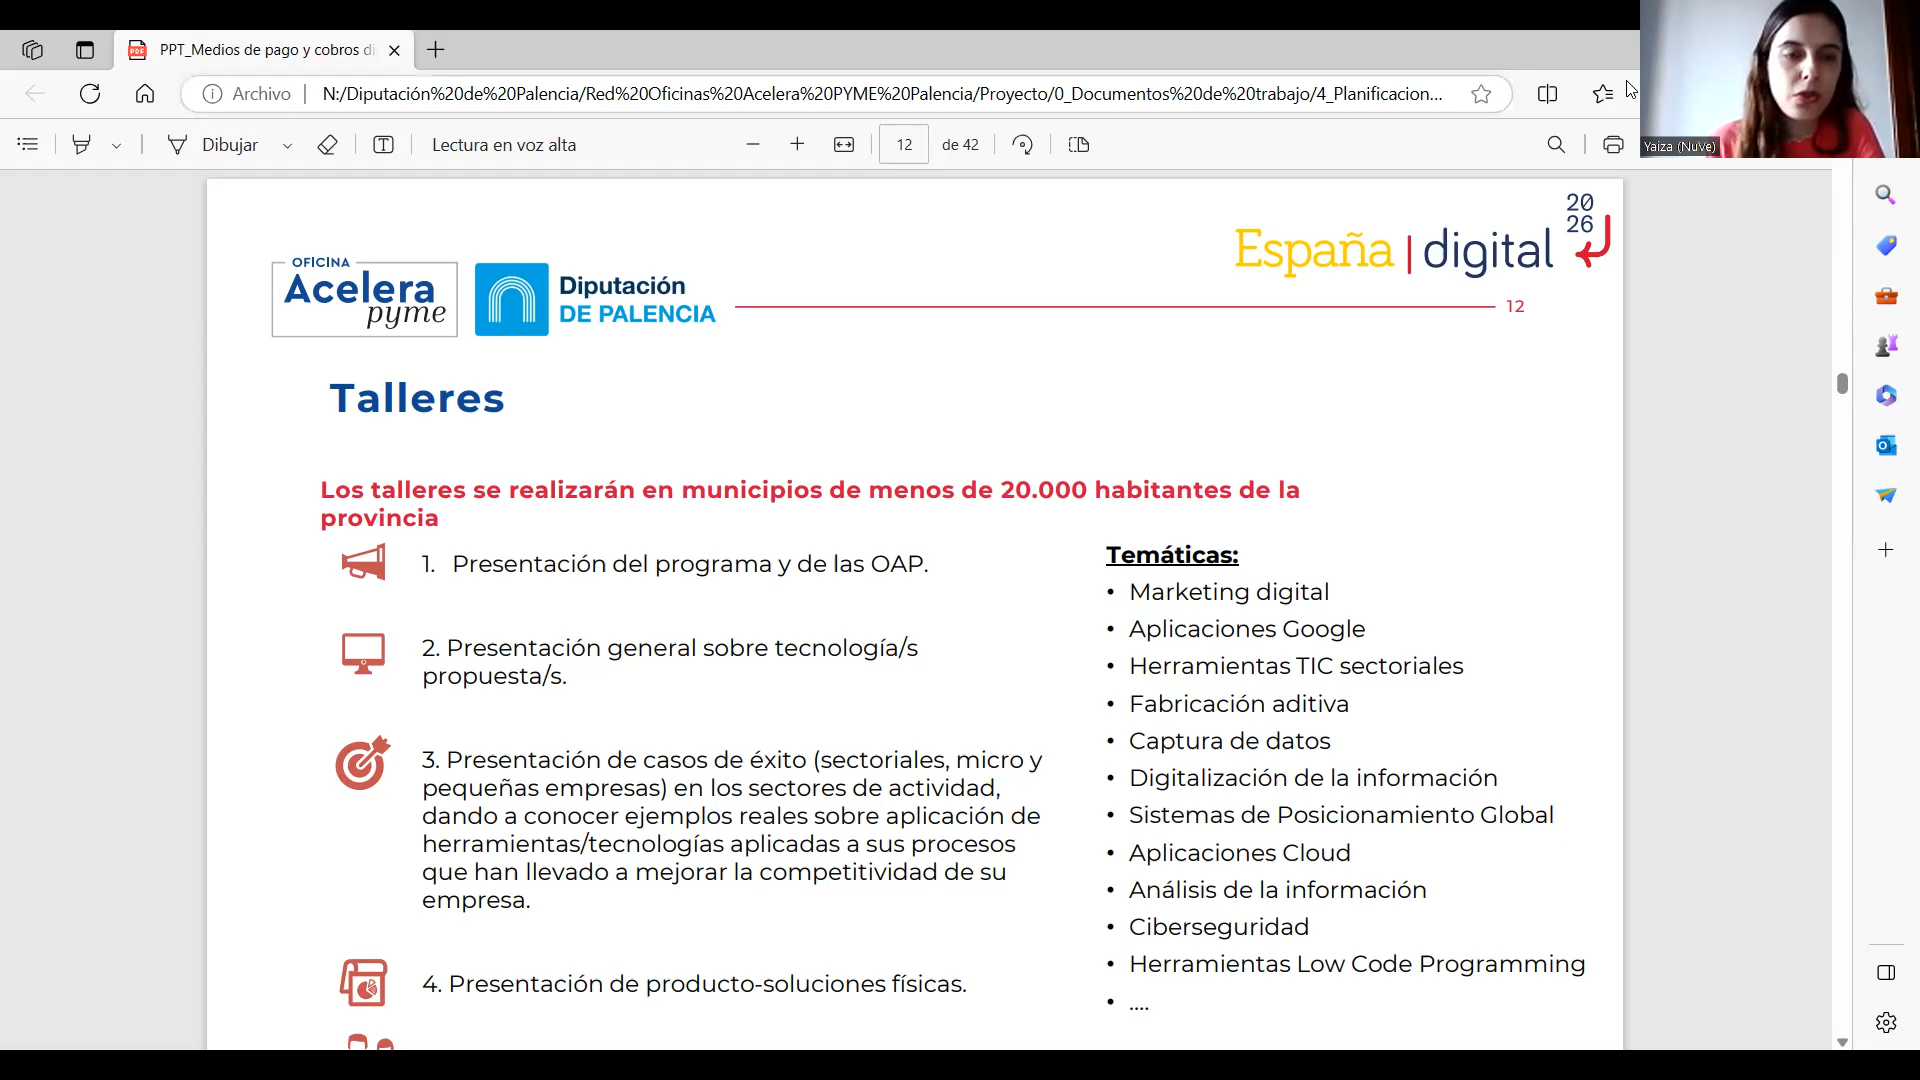 PPT_Medios de pago y cobros di
Archivo
N:/Diputación%20de%20Palencia/Red%20Oficinas%20Acelera%20PYME%20Palencia/Proyecto/0_Documentos%20de%20trabajo/4_Planificacion...
Dibujar
Lectura en voz alta
12 de 42
Yaiza (NuVe)
España | digital 20 26
OFICINA
Acelera
pyme
Diputación
DE PALENCIA
12
Talleres
Los talleres se realizarán en municipios de menos de 20.000 habitantes de la
provincia
1. Presentación del programa y de las OAP.
2. Presentación general sobre tecnología/s
propuesta/s.
3. Presentación de casos de éxito (sectoriales, micro y
pequeñas empresas) en los sectores de actividad,
dando a conocer ejemplos reales sobre aplicación de
herramientas/tecnologías aplicadas a sus procesos
que han llevado a mejorar la competitividad de su
empresa.
4. Presentación de producto-soluciones físicas.
Temáticas:
• Marketing digital
• Aplicaciones Google
• Herramientas TIC sectoriales
• Fabricación aditiva
• Captura de datos
• Digitalización de la información
• Sistemas de Posicionamiento Global
• Aplicaciones Cloud
• Análisis de la información
• Ciberseguridad
• Herramientas Low Code Programming
• ....